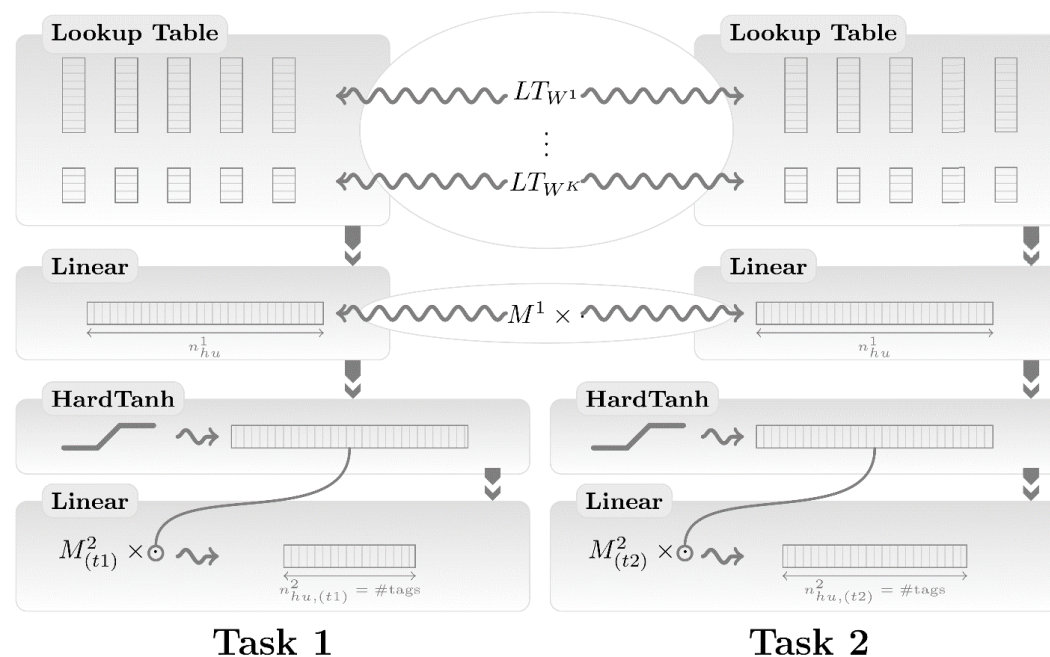 Lookup Table
Lookup Table
LT_{W^1}
⋮
LT_{W^K}
Linear
Linear
M^1 × ·
n^1_{hu}
n^1_{hu}
HardTanh
HardTanh
Linear
Linear
M^2_{(t1)} × ⊙
M^2_{(t2)} × ⊙
n^2_{hu,(t1)} = #tags
n^2_{hu,(t2)} = #tags
Task 1
Task 2